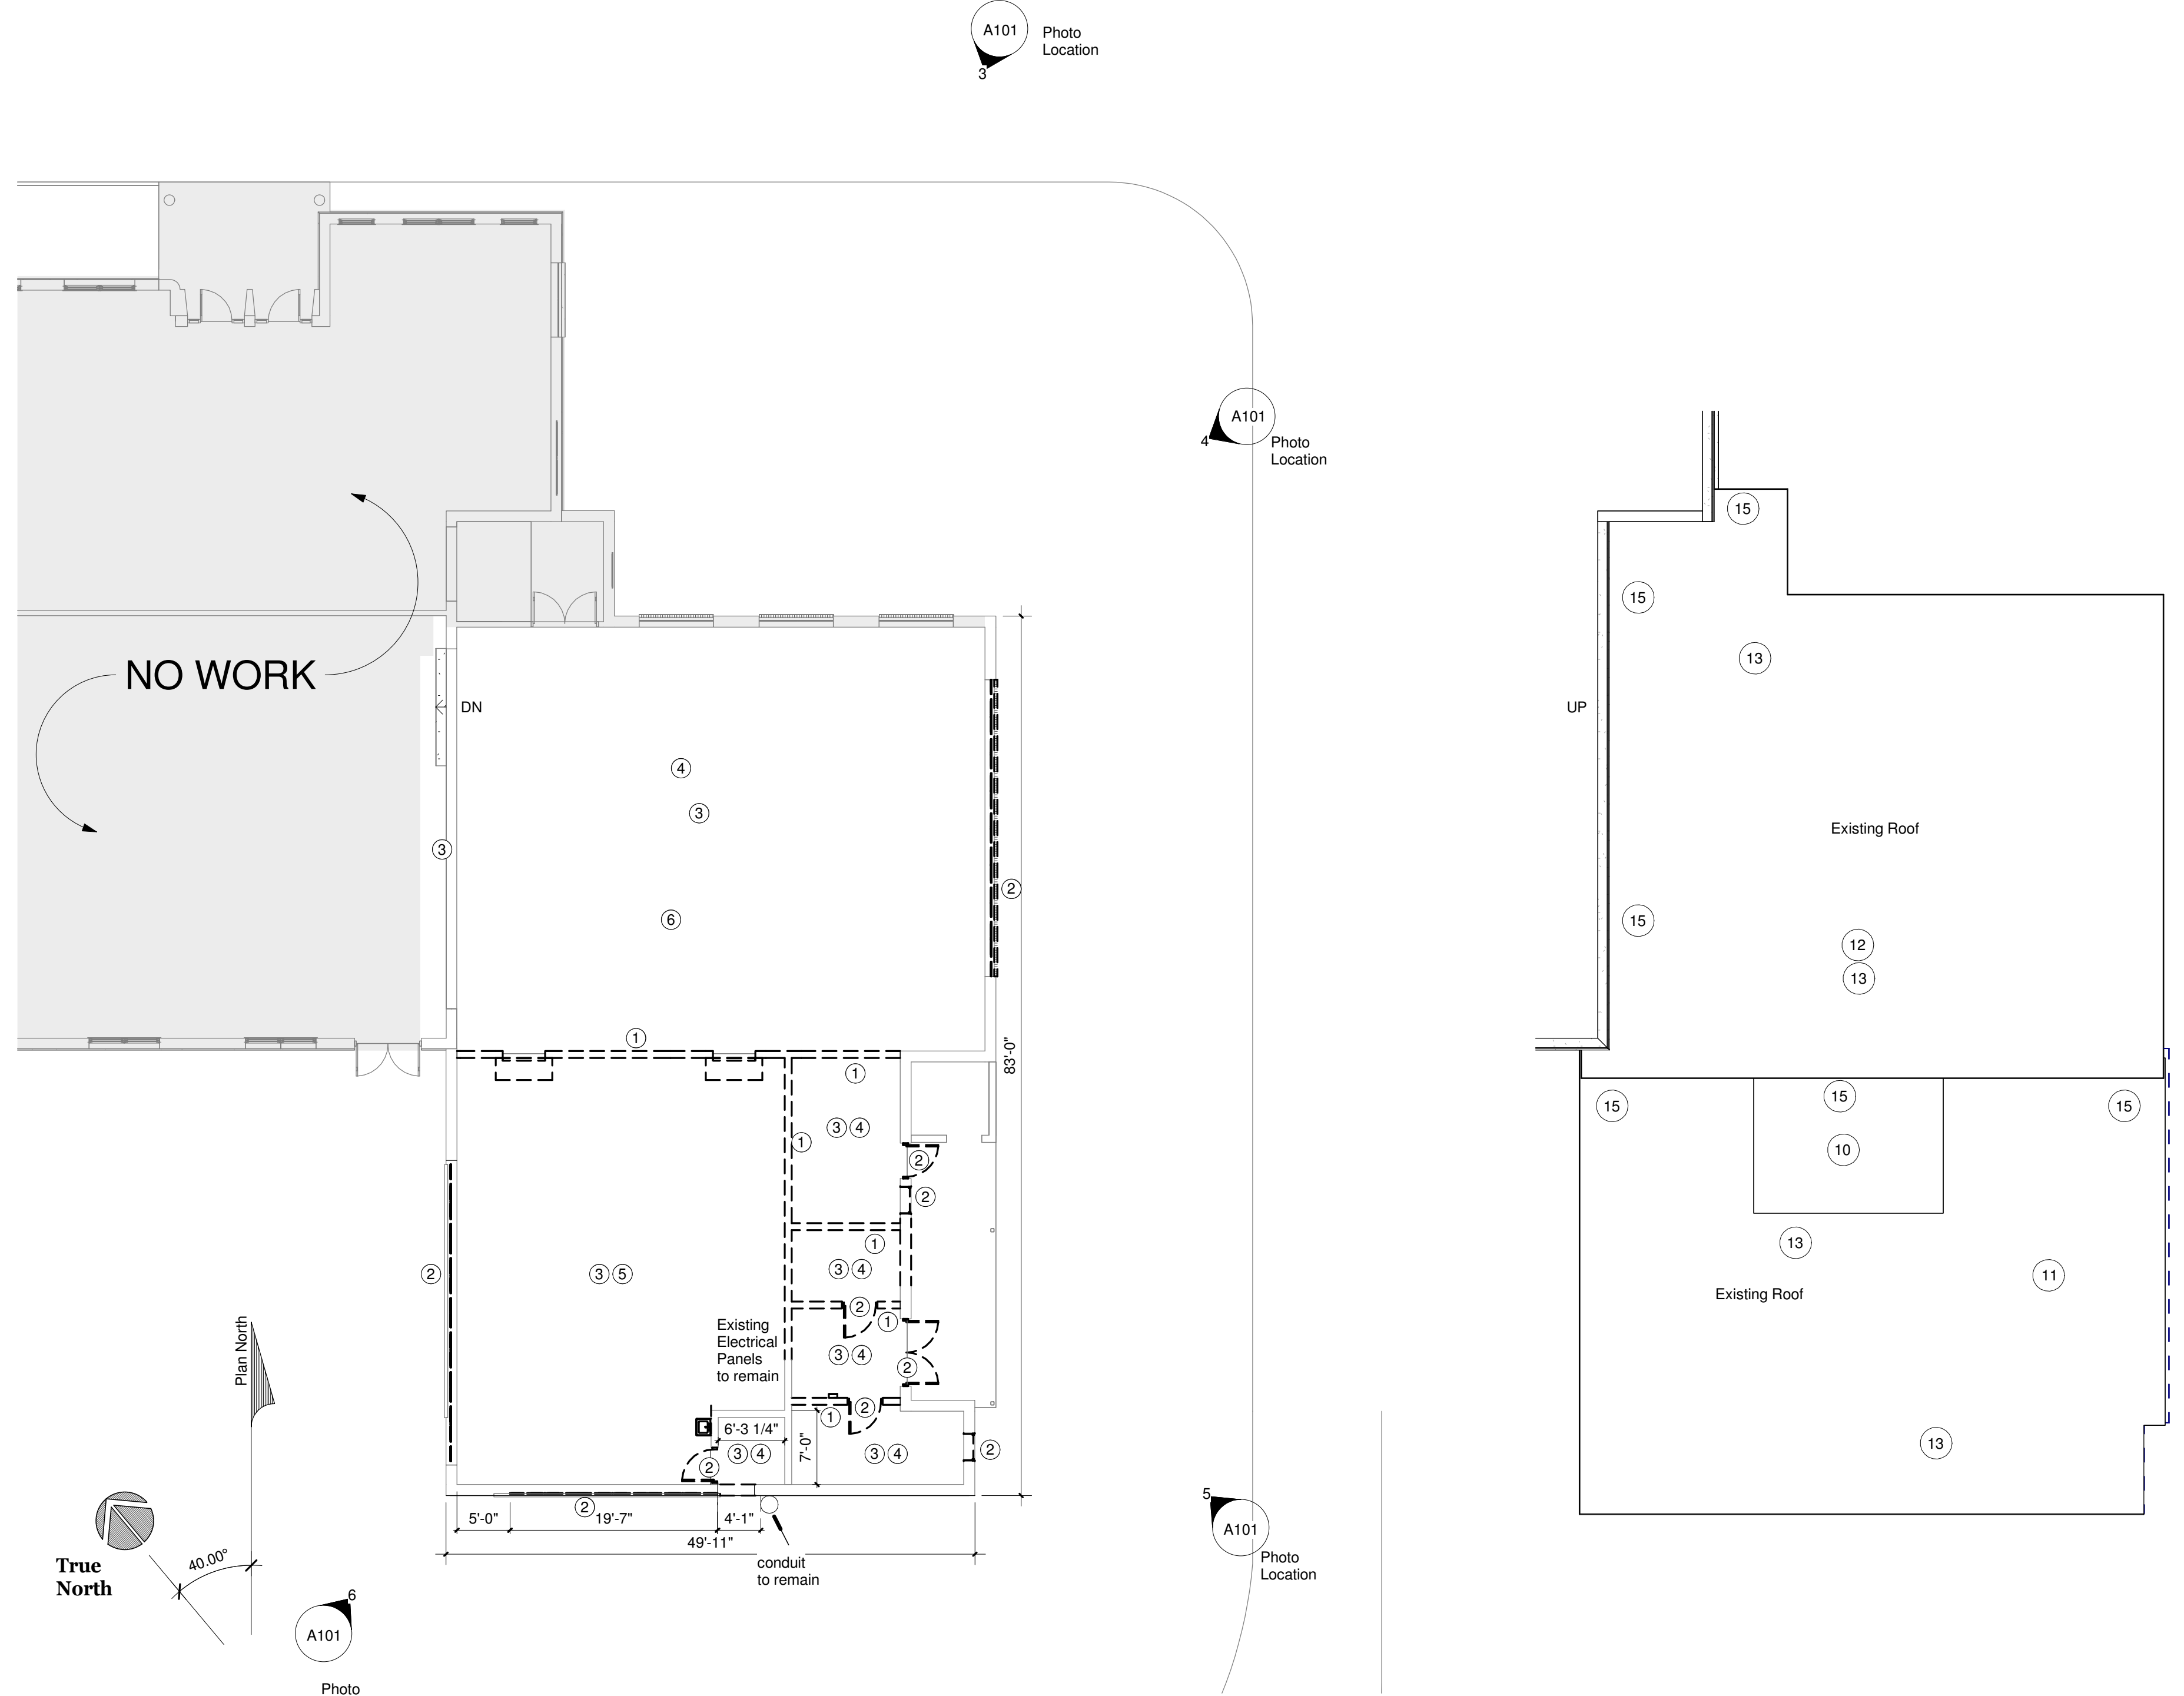 A101
Photo
Location
3
A101
4
Photo
Location
15
15
13
UP
NO WORK
DN
4
3
Existing Roof
3
2
6
15
12
13
1
83'-0"
1
15
15
15
3 4
1
10
2
2
1
13
3 4
2
3 5
11
Existing Roof
2
1
Existing
Electrical
Panels
to remain
3 4
2
Plan North
2
1
6'-3 1/4"
7'-0"
3 4
3 4
2
2
13
2
5'-0"
19'-7"
4'-1"
49'-11"
conduit
to remain
5
A101
Photo
Location
True
North
40.00°
6
A101
Photo